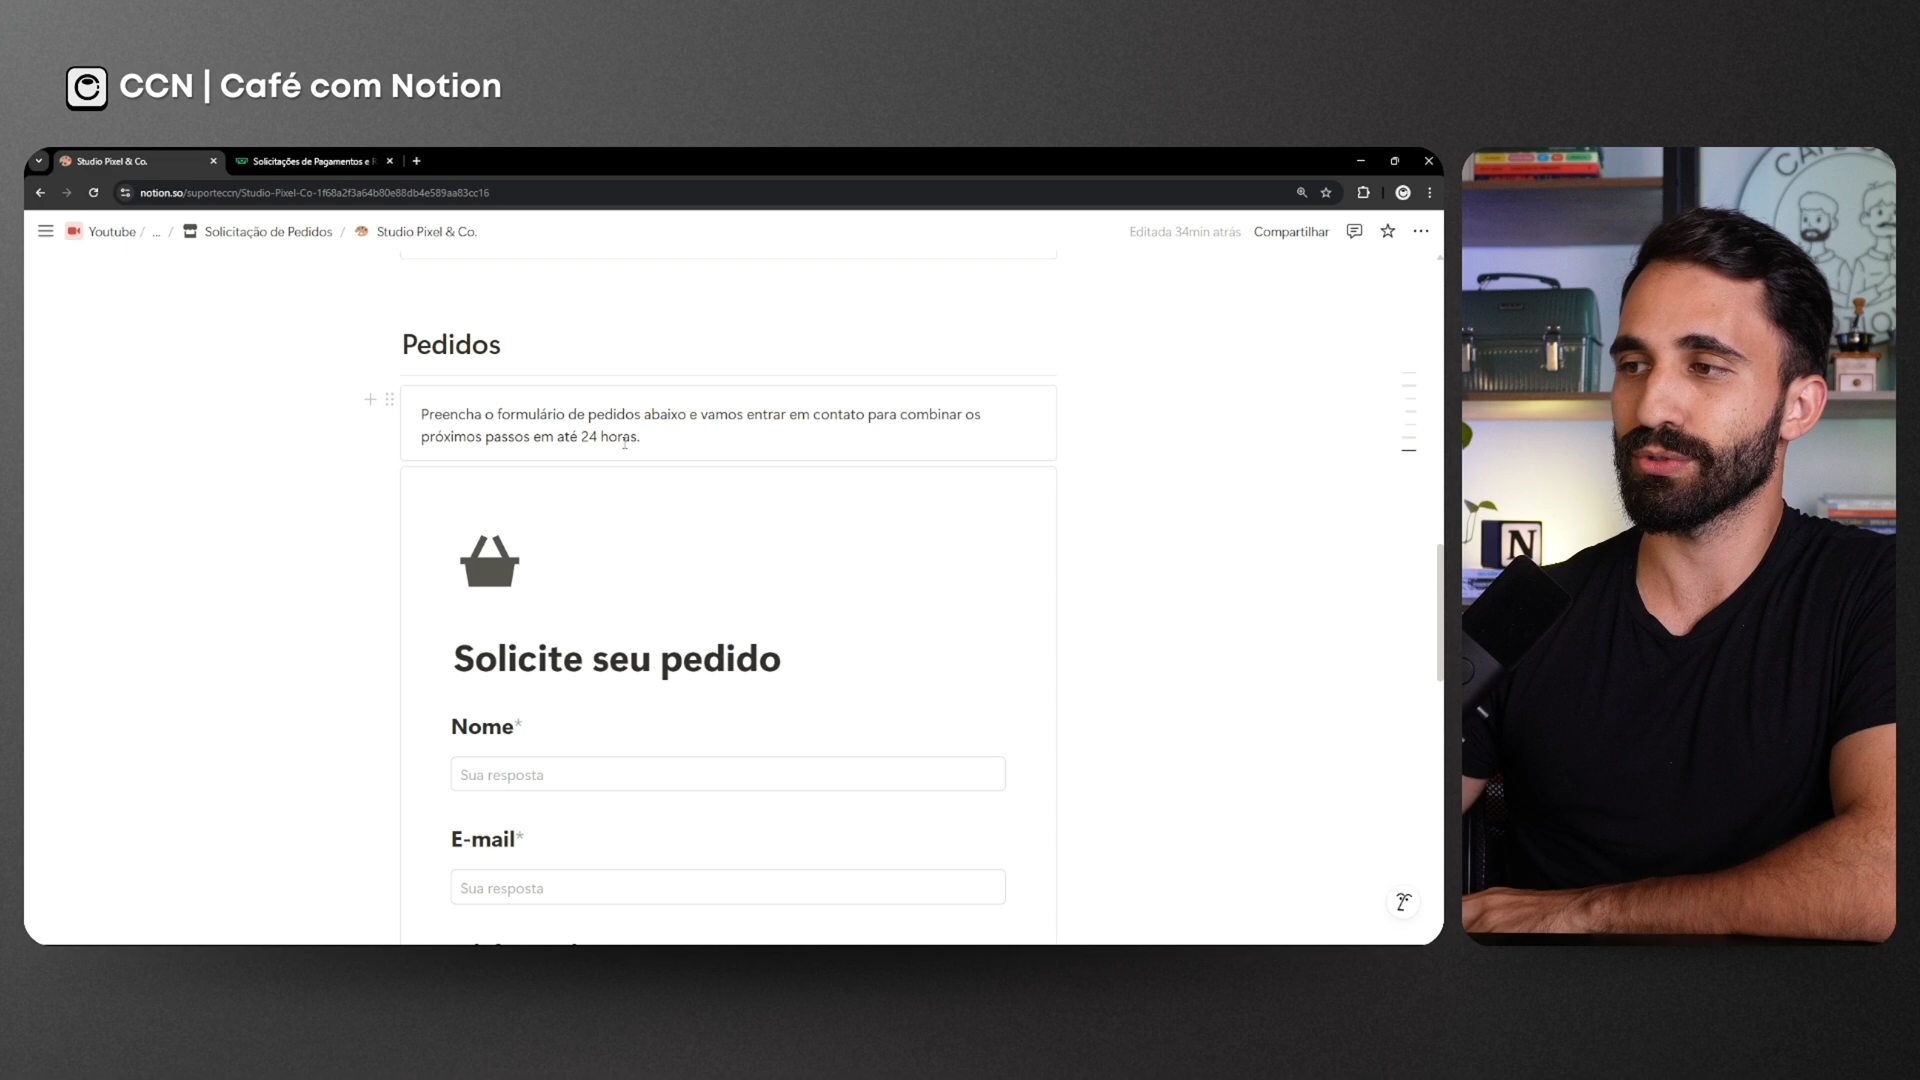 CCN | Café com Notion
Studio Pixel & Co.
Solicitações de Pagamentos e
notion.so/suporteccn/Studio-Pixel-Co-1f68a2f3a64b80e88db4e589aa83cc16
Youtube / ... / Solicitação de Pedidos / Studio Pixel & Co.
Editada 34min atrás Compartilhar
Pedidos
Preencha o formulário de pedidos abaixo e vamos entrar em contato para combinar os
próximos passos em até 24 horas.
Solicite seu pedido
Nome*
Sua resposta
E-mail*
Sua resposta
N